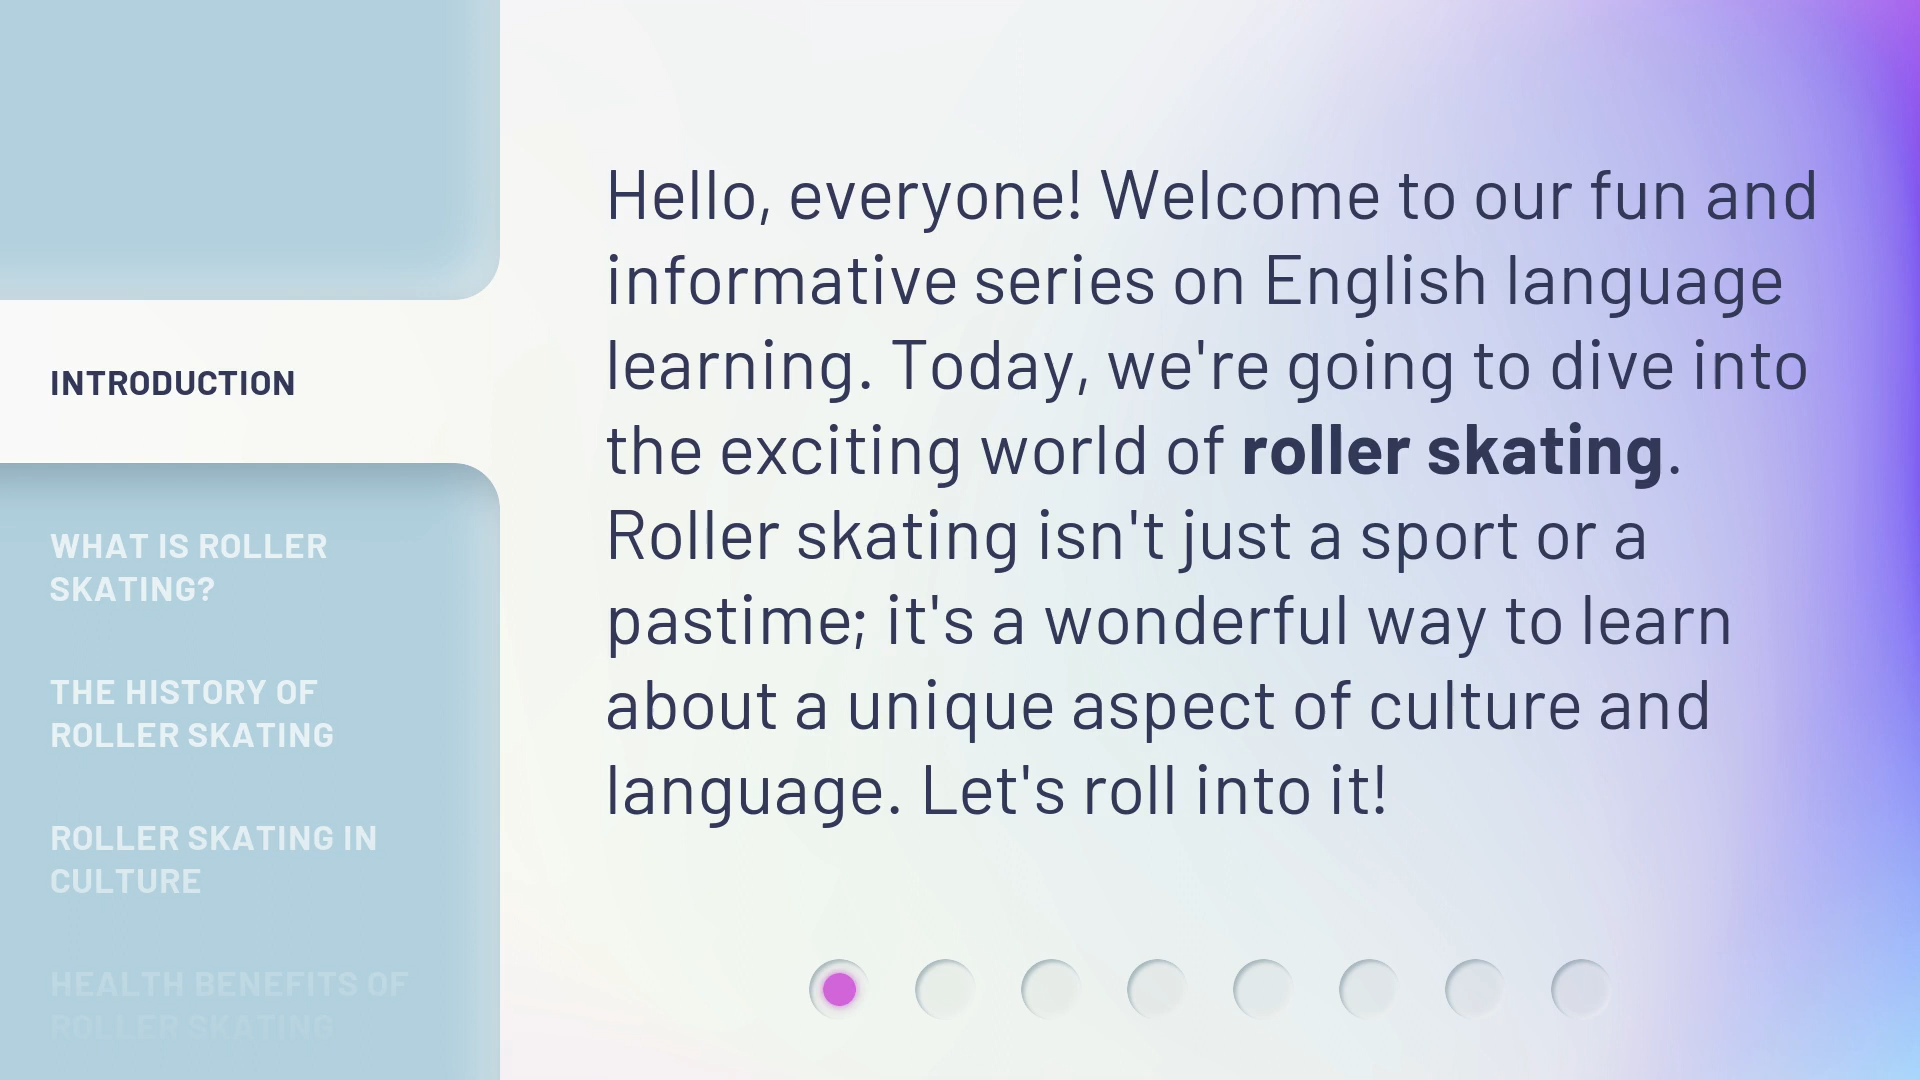 INTRODUCTION
WHAT IS ROLLER
SKATING?
THE HISTORY OF
ROLLER SKATING
ROLLER SKATING IN
CULTURE
HEALTH BENEFITS OF
ROLLER SKATING
Hello, everyone! Welcome to our fun and
informative series on English language
learning. Today, we're going to dive into
the exciting world of roller skating.
Roller skating isn't just a sport or a
pastime; it's a wonderful way to learn
about a unique aspect of culture and
language. Let's roll into it!